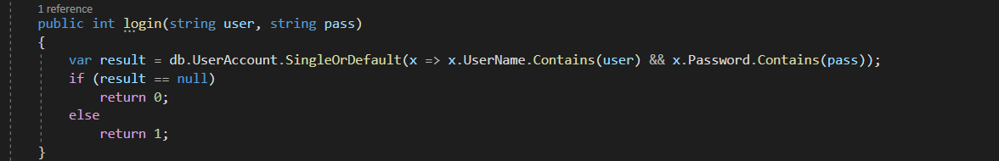 1 reference
public int login(string user, string pass)
{
var result = db.UserAccount.SingleOrDefault(x => x.UserName.Contains(user) && x.Password.Contains(pass));
if (result == null)
return 0;
else
return 1;
}